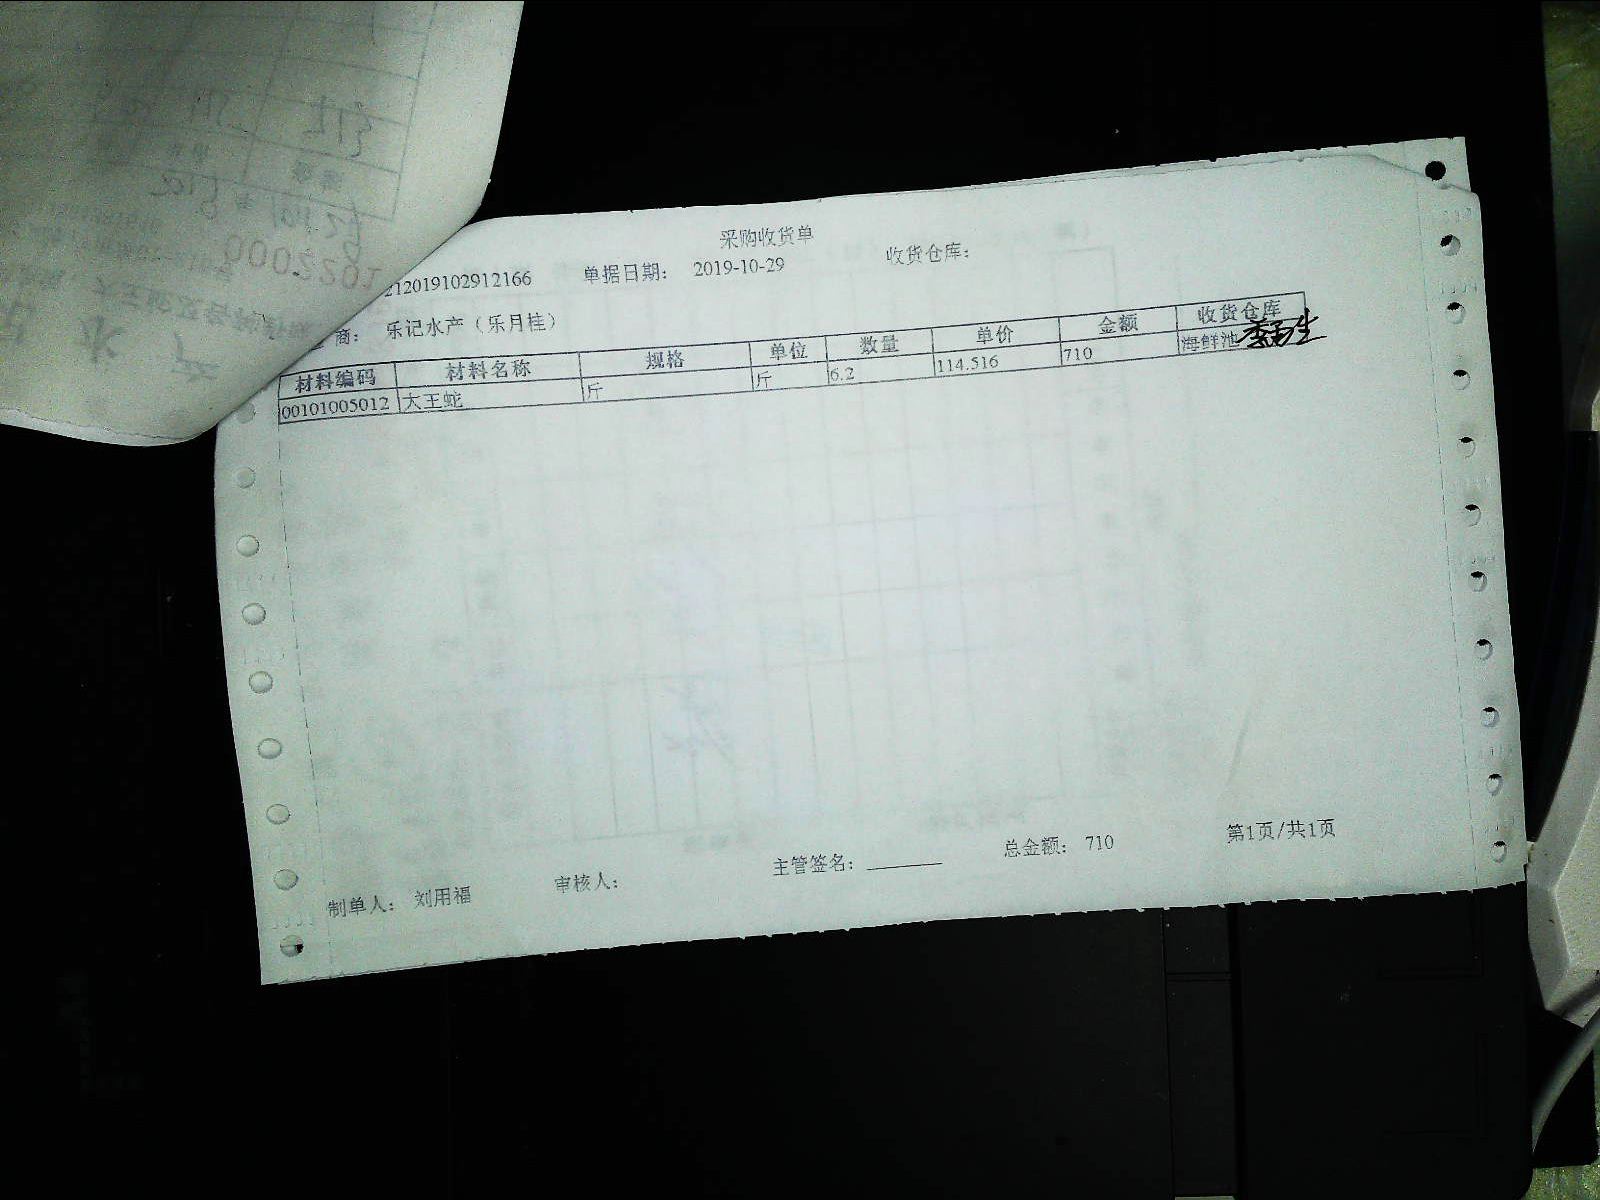 采购收货单
212019102912166 单据日期： 2019-10-29 收货仓库：
商： 乐记水产（乐月桂）
材料编码 材料名称 规格 单位 数量 单价 金额 收货仓库
00101005012 大王蛇 斤 斤 6.2 114.516 710 海鲜池
制单人： 刘用福 审核人： 主管签名： 总金额： 710 第1页/共1页